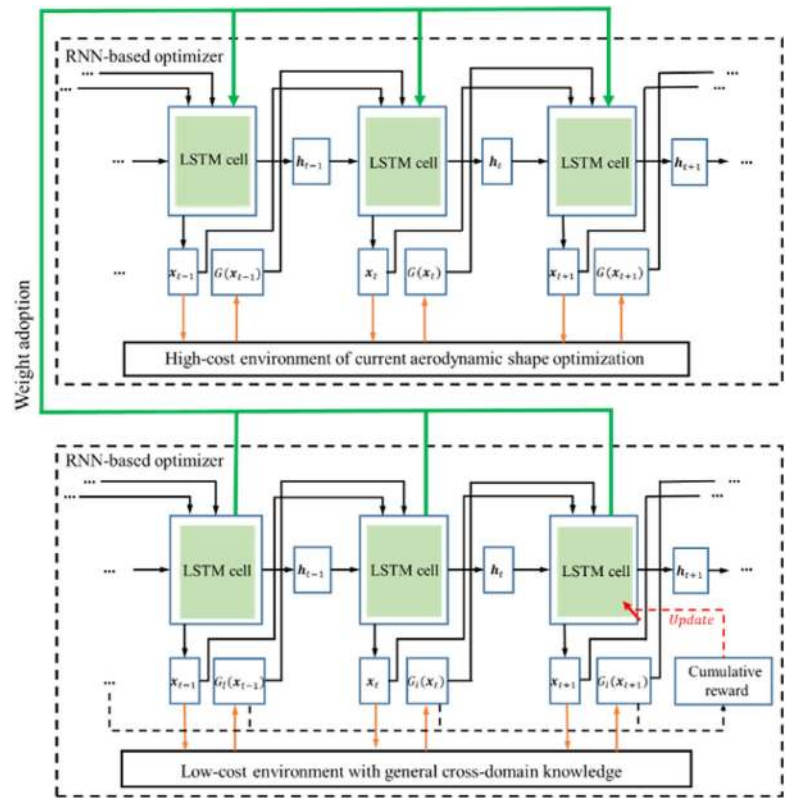 RNN-based optimizer
...
...
... LSTM cell h_{t-1} LSTM cell h_t LSTM cell h_{t+1} ...
... x_{t-1} G(x_{t-1}) x_t G(x_t) x_{t+1} G(x_{t+1})
High-cost environment of current aerodynamic shape optimization
Weight adoption
RNN-based optimizer
...
...
... LSTM cell h_{t-1} LSTM cell h_t LSTM cell h_{t+1} ...
Update
... x_{t-1} G_i(x_{t-1}) x_t G_i(x_t) x_{t+1} G_i(x_{t+1})
Cumulative
reward
Low-cost environment with general cross-domain knowledge